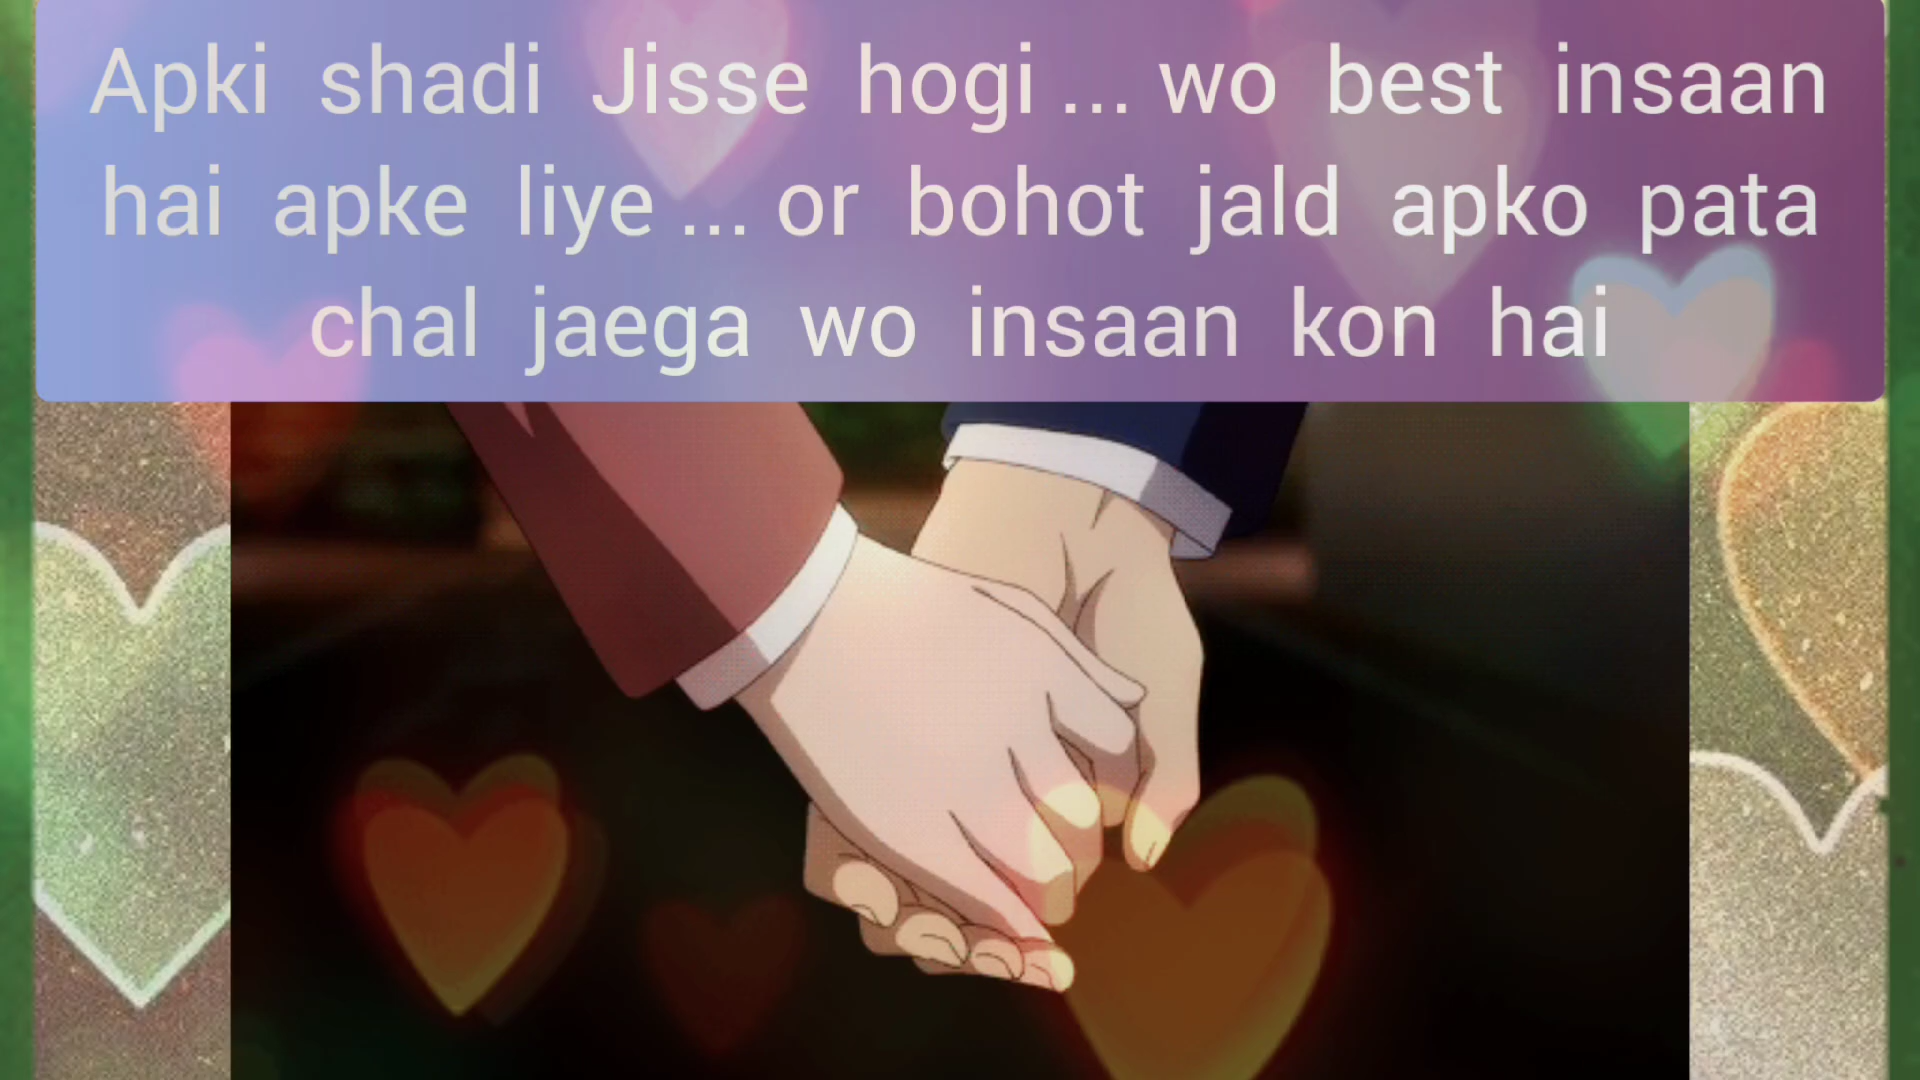 Apki shadi Jisse hogi ... wo best insaan
hai apke liye ... or bohot jald apko pata
chal jaega wo insaan kon hai